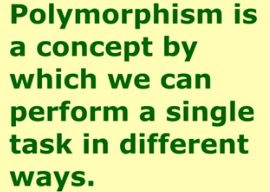 Polymorphism is
a concept by
which we can
perform a single
task in different
ways.